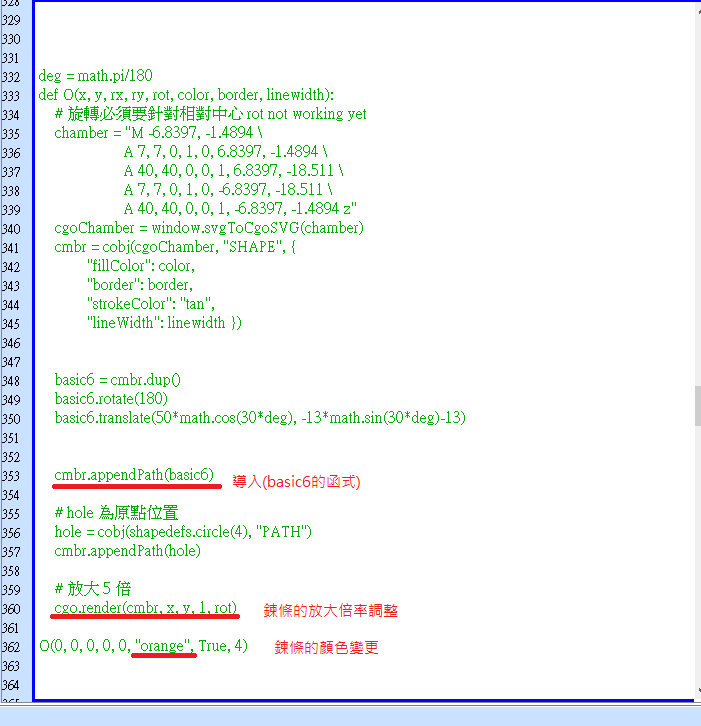 328
329
330
331
332 deg = math.pi/180
333 def O(x, y, rx, ry, rot, color, border, linewidth):
334 # 旋轉必須要針對相對中心 rot not working yet
335 chamber = "M -6.8397, -1.4894 \
336 A 7, 7, 0, 1, 0, 6.8397, -1.4894 \
337 A 40, 40, 0, 0, 1, 6.8397, -18.511 \
338 A 7, 7, 0, 1, 0, -6.8397, -18.511 \
339 A 40, 40, 0, 0, 1, -6.8397, -1.4894 z"
340 cgoChamber = window.svgToCgoSVG(chamber)
341 cmbr = cobj(cgoChamber, "SHAPE", {
342 "fillColor": color,
343 "border": border,
344 "strokeColor": "tan",
345 "lineWidth": linewidth })
346
347
348 basic6 = cmbr.dup()
349 basic6.rotate(180)
350 basic6.translate(50*math.cos(30*deg), -13*math.sin(30*deg)-13)
351
352
353 cmbr.appendPath(basic6) 導入(basic6的函式)
354
355 # hole 為原點位置
356 hole = cobj(shapedefs.circle(4), "PATH")
357 cmbr.appendPath(hole)
358
359 # 放大 5 倍
360 cgo.render(cmbr, x, y, 1, rot) 鍊條的放大倍率調整
361
362 O(0, 0, 0, 0, 0, "orange", True, 4) 鍊條的顏色變更
363
364
365